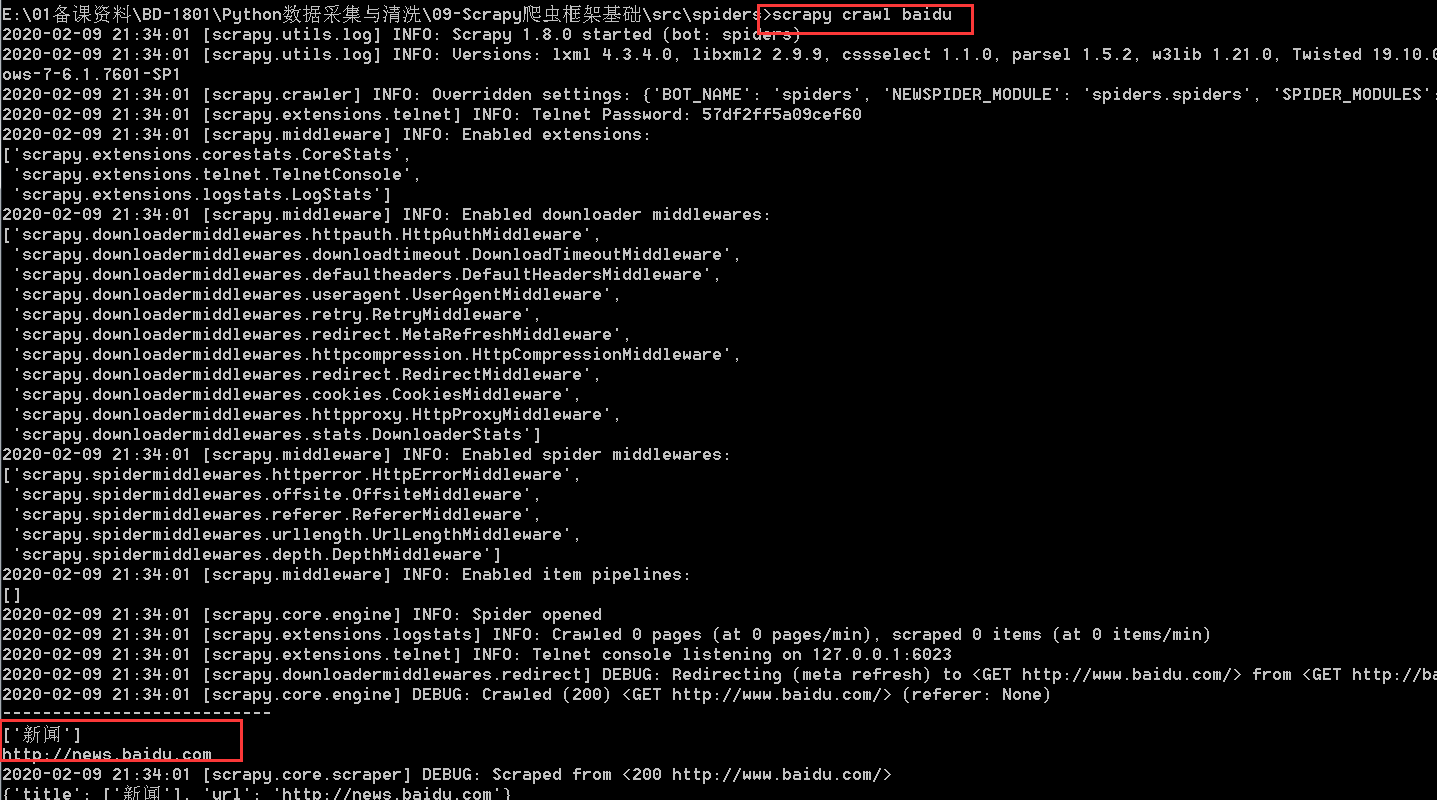 E:\01备课资料\BD-1801\Python数据采集与清洗\09-Scrapy爬虫框架基础\src\spiders>scrapy crawl baidu
2020-02-09 21:34:01 [scrapy.utils.log] INFO: Scrapy 1.8.0 started (bot: spiders)
2020-02-09 21:34:01 [scrapy.utils.log] INFO: Versions: lxml 4.3.4.0, libxml2 2.9.9, cssselect 1.1.0, parsel 1.5.2, w3lib 1.21.0, Twisted 19.10.0
ows-7-6.1.7601-SP1
2020-02-09 21:34:01 [scrapy.crawler] INFO: Overridden settings: {'BOT_NAME': 'spiders', 'NEWSPIDER_MODULE': 'spiders.spiders', 'SPIDER_MODULES':
2020-02-09 21:34:01 [scrapy.extensions.telnet] INFO: Telnet Password: 57df2ff5a09cef60
2020-02-09 21:34:01 [scrapy.middleware] INFO: Enabled extensions:
['scrapy.extensions.corestats.CoreStats',
 'scrapy.extensions.telnet.TelnetConsole',
 'scrapy.extensions.logstats.LogStats']
2020-02-09 21:34:01 [scrapy.middleware] INFO: Enabled downloader middlewares:
['scrapy.downloadermiddlewares.httpauth.HttpAuthMiddleware',
 'scrapy.downloadermiddlewares.downloadtimeout.DownloadTimeoutMiddleware',
 'scrapy.downloadermiddlewares.defaultheaders.DefaultHeadersMiddleware',
 'scrapy.downloadermiddlewares.useragent.UserAgentMiddleware',
 'scrapy.downloadermiddlewares.retry.RetryMiddleware',
 'scrapy.downloadermiddlewares.redirect.MetaRefreshMiddleware',
 'scrapy.downloadermiddlewares.httpcompression.HttpCompressionMiddleware',
 'scrapy.downloadermiddlewares.redirect.RedirectMiddleware',
 'scrapy.downloadermiddlewares.cookies.CookiesMiddleware',
 'scrapy.downloadermiddlewares.httpproxy.HttpProxyMiddleware',
 'scrapy.downloadermiddlewares.stats.DownloaderStats']
2020-02-09 21:34:01 [scrapy.middleware] INFO: Enabled spider middlewares:
['scrapy.spidermiddlewares.httperror.HttpErrorMiddleware',
 'scrapy.spidermiddlewares.offsite.OffsiteMiddleware',
 'scrapy.spidermiddlewares.referer.RefererMiddleware',
 'scrapy.spidermiddlewares.urllength.UrlLengthMiddleware',
 'scrapy.spidermiddlewares.depth.DepthMiddleware']
2020-02-09 21:34:01 [scrapy.middleware] INFO: Enabled item pipelines:
[]
2020-02-09 21:34:01 [scrapy.core.engine] INFO: Spider opened
2020-02-09 21:34:01 [scrapy.extensions.logstats] INFO: Crawled 0 pages (at 0 pages/min), scraped 0 items (at 0 items/min)
2020-02-09 21:34:01 [scrapy.extensions.telnet] INFO: Telnet console listening on 127.0.0.1:6023
2020-02-09 21:34:01 [scrapy.downloadermiddlewares.redirect] DEBUG: Redirecting (meta refresh) to <GET http://www.baidu.com/> from <GET http://ba
2020-02-09 21:34:01 [scrapy.core.engine] DEBUG: Crawled (200) <GET http://www.baidu.com/> (referer: None)
---------------------------
['新闻']
http://news.baidu.com
2020-02-09 21:34:01 [scrapy.core.scraper] DEBUG: Scraped from <200 http://www.baidu.com/>
{'title': ['新闻'], 'url': 'http://news.baidu.com'}